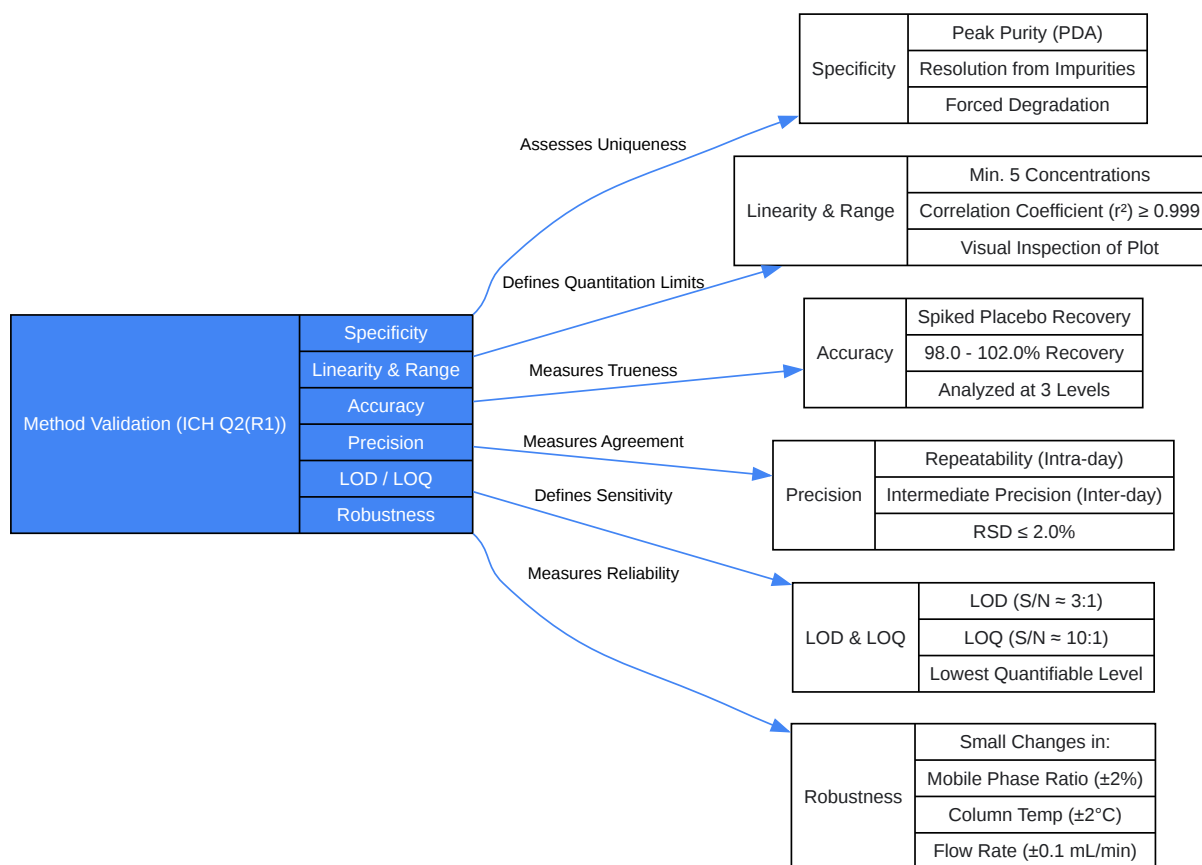 Method Validation (ICH Q2(R1))
Specificity
Linearity & Range
Accuracy
Precision
LOD / LOQ
Robustness
Assesses Uniqueness
Defines Quantitation Limits
Measures Trueness
Measures Agreement
Defines Sensitivity
Measures Reliability
Specificity
Peak Purity (PDA)
Resolution from Impurities
Forced Degradation
Linearity & Range
Min. 5 Concentrations
Correlation Coefficient (r²) ≥ 0.999
Visual Inspection of Plot
Accuracy
Spiked Placebo Recovery
98.0 - 102.0% Recovery
Analyzed at 3 Levels
Precision
Repeatability (Intra-day)
Intermediate Precision (Inter-day)
RSD ≤ 2.0%
LOD & LOQ
LOD (S/N ≈ 3:1)
LOQ (S/N ≈ 10:1)
Lowest Quantifiable Level
Robustness
Small Changes in:
Mobile Phase Ratio (±2%)
Column Temp (±2°C)
Flow Rate (±0.1 mL/min)